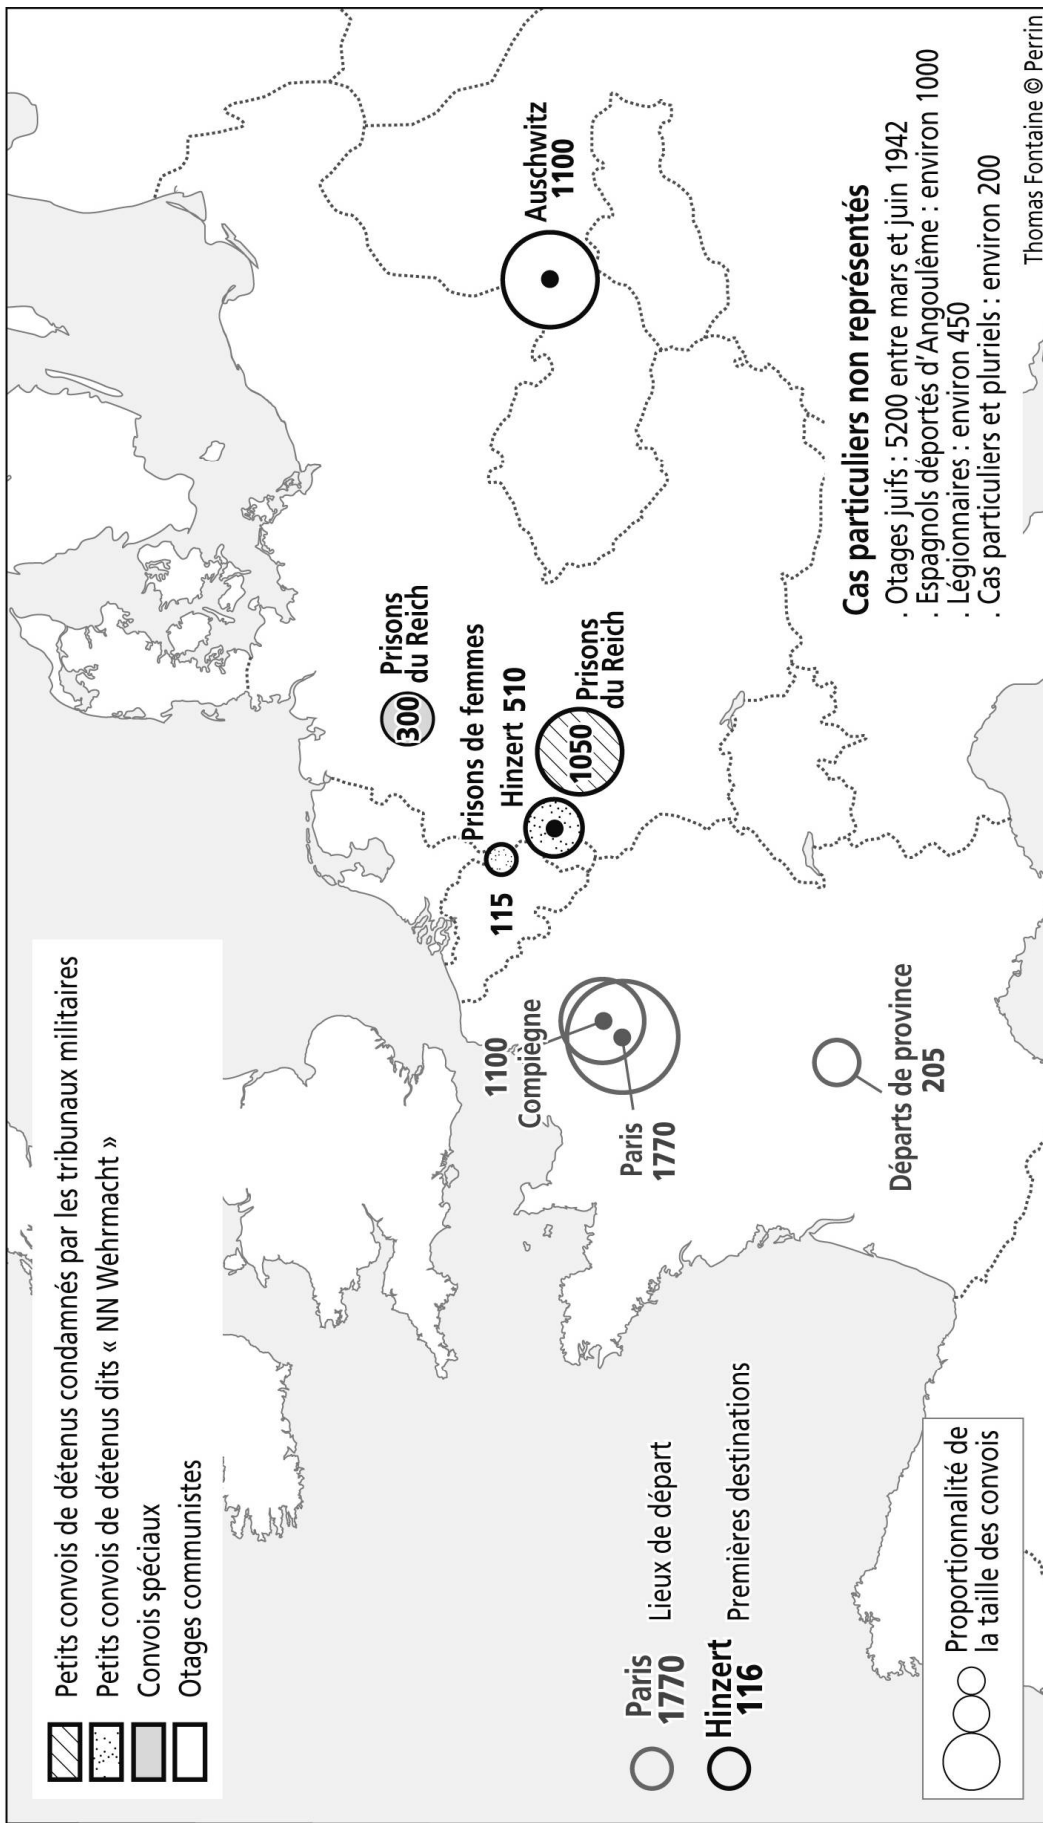 Petits convois de détenus condamnés par les tribunaux militaires
Petits convois de détenus dits « NN Wehrmacht »
Convois spéciaux
Otages communistes
Paris
1770
Lieux de départ
Hinzert
116
Premières destinations
Proportionnalité de
la taille des convois
1100
Compiègne
Paris
1770
Départs de province
205
115
Prisons de femmes
Hinzert 510
300
Prisons
du Reich
1050
Prisons
du Reich
Auschwitz
1100
Cas particuliers non représentés
. Otages juifs : 5200 entre mars et juin 1942
. Espagnols déportés d'Angoulême : environ 1000
. Légionnaires : environ 450
. Cas particuliers et pluriels : environ 200
Thomas Fontaine © Perrin